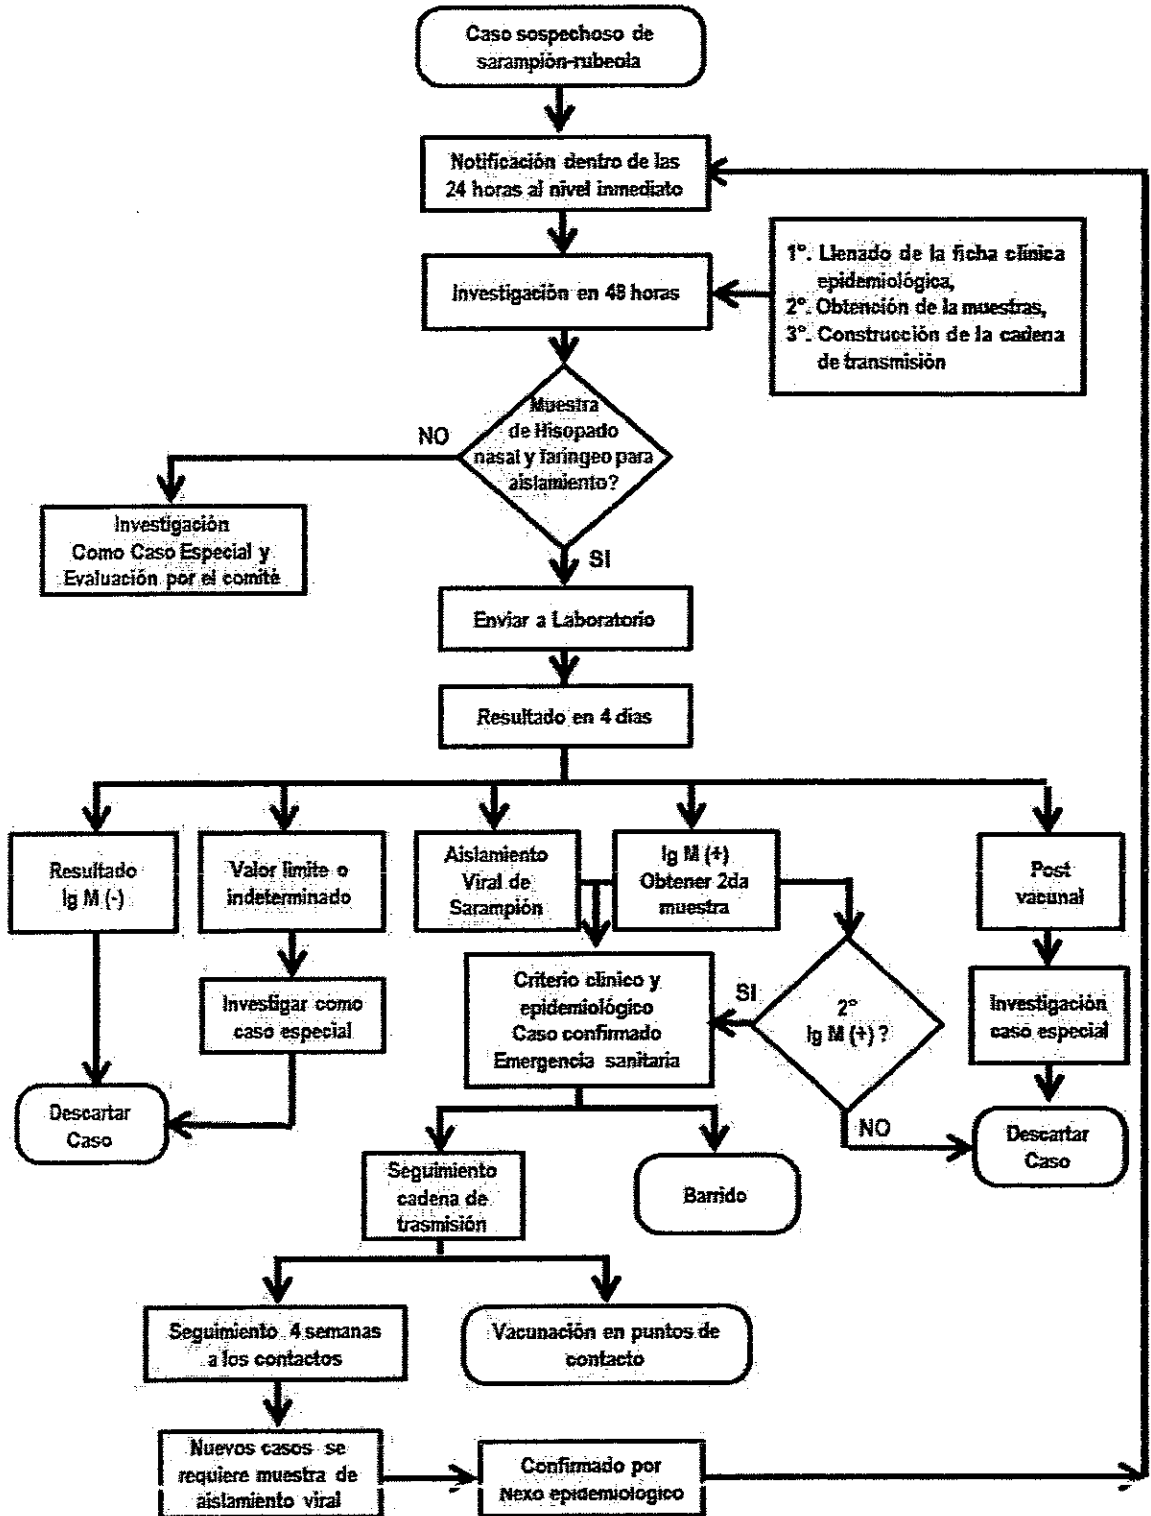 Caso sospechoso de
sarampión-rubeola
Notificación dentro de las
24 horas al nivel inmediato
Investigación en 48 horas
1°. Llenado de la ficha clínica
epidemiológica,
2°. Obtención de la muestras,
3°. Construcción de la cadena
de transmisión
Muestra
de Hisopado
nasal y faríngeo para
aislamiento?
NO
SI
Investigación
Como Caso Especial y
Evaluación por el comité
Enviar a Laboratorio
Resultado en 4 días
Resultado
Ig M (-)
Valor limite o
indeterminado
Aislamiento
Viral de
Sarampión
Ig M (+)
Obtener 2da
muestra
Post
vacunal
Investigar como
caso especial
Criterio clinico y
epidemiológico
Caso confirmado
Emergencia sanitaria
SI
2°
Ig M (+) ?
NO
Investigación
caso especial
Descartar
Caso
Descartar
Caso
Seguimiento
cadena de
trasmisión
Barrido
Seguimiento 4 semanas
a los contactos
Vacunación en puntos de
contacto
Nuevos casos se
requiere muestra de
aislamiento viral
Confirmado por
Nexo epidemiologico